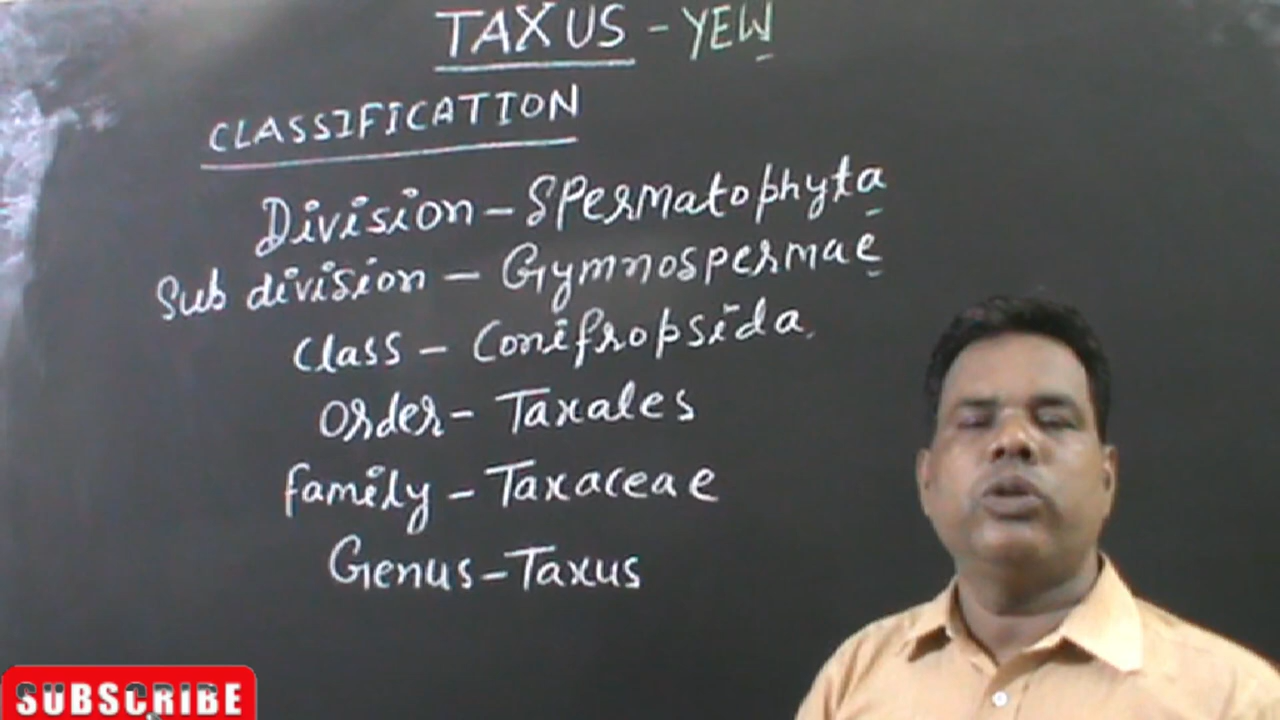 TAXUS - YEW
CLASSIFICATION
Division - Spermatophyta
Sub division - Gymnospermae
Class - Conifropsida
Order - Taxales
family - Taxaceae
Genus - Taxus
SUBSCRIBE